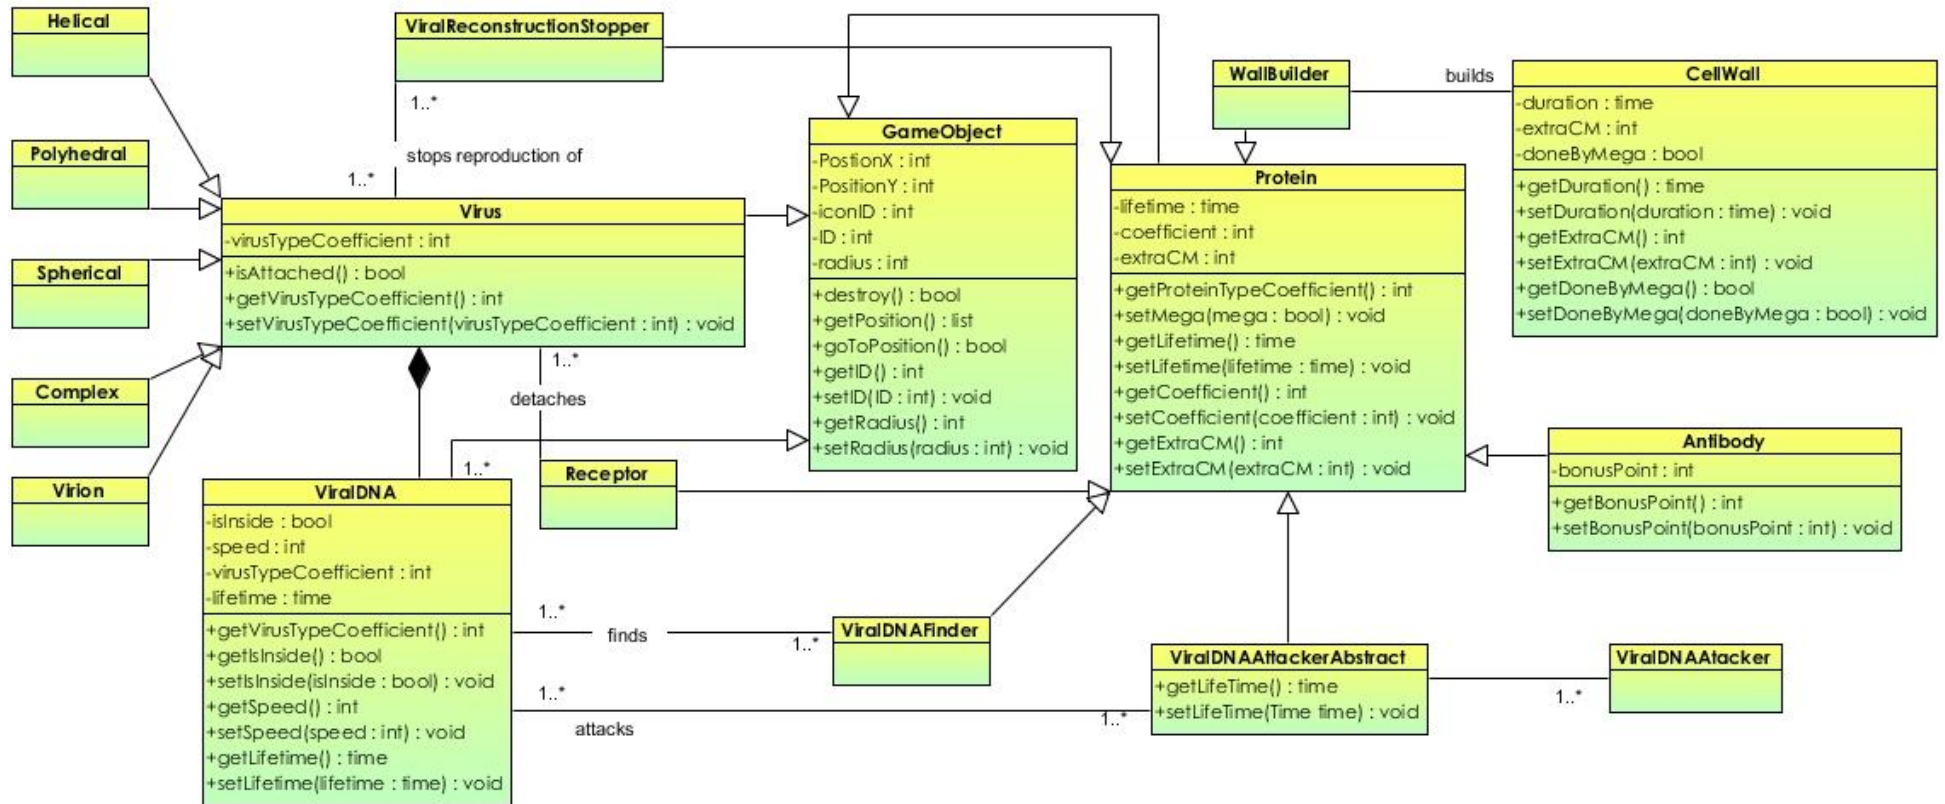 Helical
Polyhedral
Spherical
Complex
Virion
ViralReconstructionStopper
1..*
stops reproduction of
1..*
Virus
-virusTypeCoefficient : int
+isAttached() : bool
+getVirusTypeCoefficient() : int
+setVirusTypeCoefficient(virusTypeCoefficient : int) : void
1..*
detaches
1..*
Receptor
ViralDNA
-isInside : bool
-speed : int
-virusTypeCoefficient : int
-lifetime : time
+getVirusTypeCoefficient() : int
+getIsInside() : bool
+setIsInside(isInside : bool) : void
+getSpeed() : int
+setSpeed(speed : int) : void
+getLifetime() : time
+setLifetime(lifetime : time) : void
GameObject
-PostionX : int
-PositionY : int
-iconID : int
-ID : int
-radius : int
+destroy() : bool
+getPosition() : list
+goToPosition() : bool
+getID() : int
+setID(ID : int) : void
+getRadius() : int
+setRadius(radius : int) : void
WallBuilder
builds
CellWall
-duration : time
-extraCM : int
-doneByMega : bool
+getDuration() : time
+setDuration(duration : time) : void
+getExtraCM() : int
+setExtraCM(extraCM : int) : void
+getDoneByMega() : bool
+setDoneByMega(doneByMega : bool) : void
Protein
-lifetime : time
-coefficient : int
-extraCM : int
+getProteinTypeCoefficient() : int
+setMega(mega : bool) : void
+getLifetime() : time
+setLifetime(lifetime : time) : void
+getCoefficient() : int
+setCoefficient(coefficient : int) : void
+getExtraCM() : int
+setExtraCM(extraCM : int) : void
Antibody
-bonusPoint : int
+getBonusPoint() : int
+setBonusPoint(bonusPoint : int) : void
1..*
finds
1..*
ViralDNAFinder
1..*
attacks
1..*
ViralDNAAttackerAbstract
+getLifeTime() : time
+setLifeTime(Time time) : void
1..*
ViralDNAAtacker